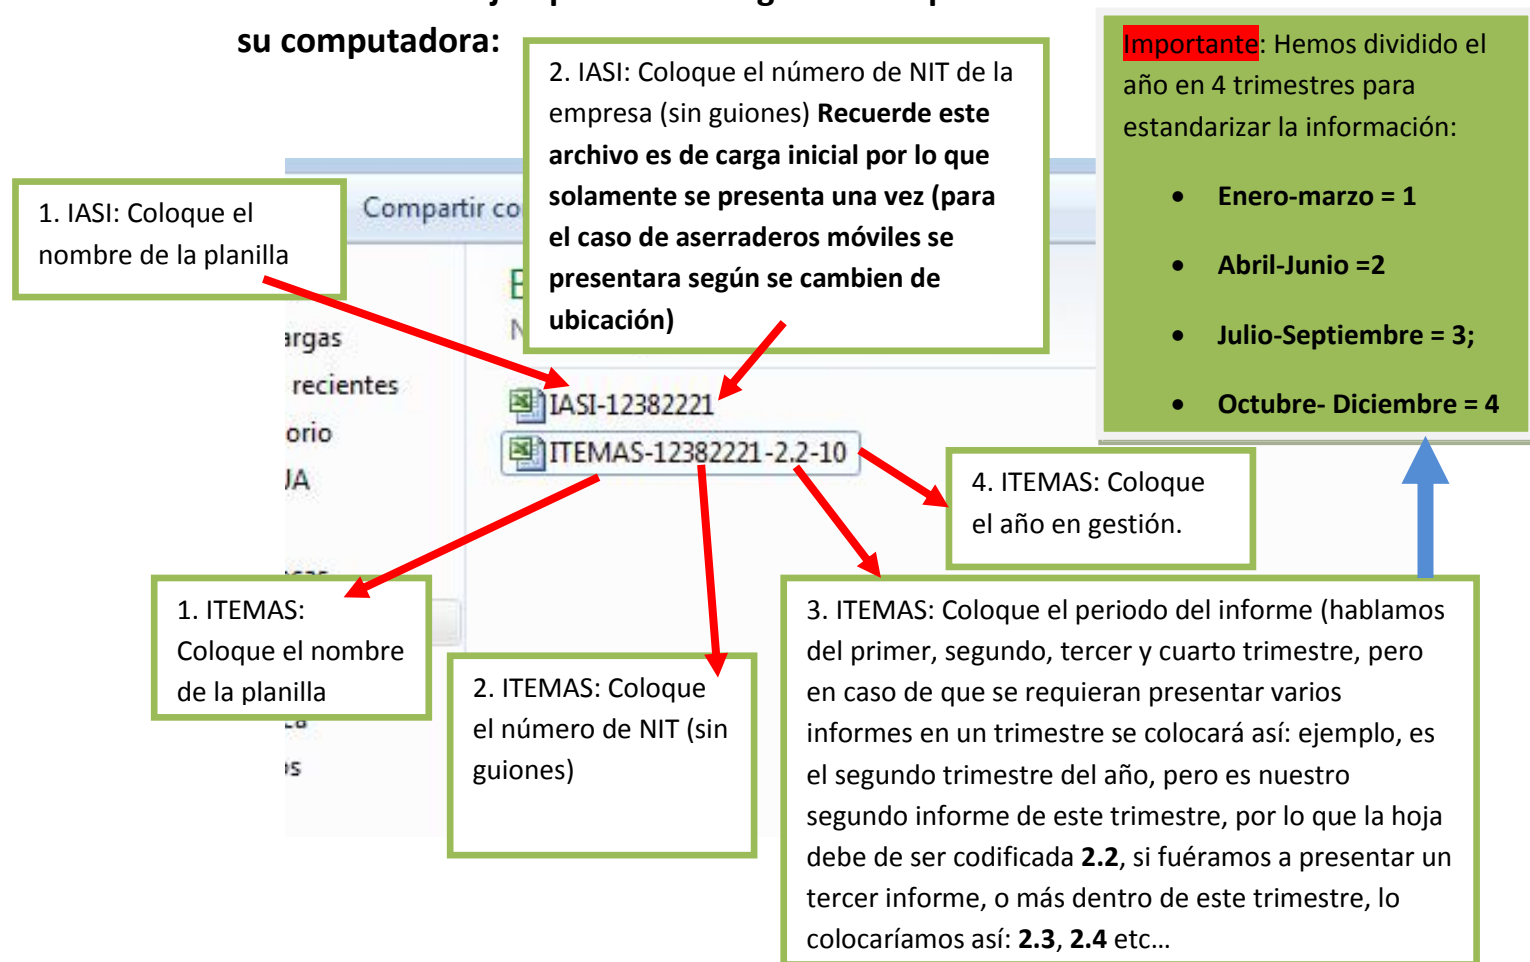 su computadora:
Importante: Hemos dividido el
año en 4 trimestres para
estandarizar la información:
• Enero-marzo = 1
• Abril-Junio =2
• Julio-Septiembre = 3;
• Octubre- Diciembre = 4
2. IASI: Coloque el número de NIT de la
empresa (sin guiones) Recuerde este
archivo es de carga inicial por lo que
solamente se presenta una vez (para
el caso de aserraderos móviles se
presentara según se cambien de
ubicación)
1. IASI: Coloque el
nombre de la planilla
Compartir co
argas
recientes
orio
IASI-12382221
ITEMAS-12382221-2.2-10
4. ITEMAS: Coloque
el año en gestión.
1. ITEMAS:
Coloque el nombre
de la planilla
2. ITEMAS: Coloque
el número de NIT (sin
guiones)
3. ITEMAS: Coloque el periodo del informe (hablamos
del primer, segundo, tercer y cuarto trimestre, pero
en caso de que se requieran presentar varios
informes en un trimestre se colocará así: ejemplo, es
el segundo trimestre del año, pero es nuestro
segundo informe de este trimestre, por lo que la hoja
debe de ser codificada 2.2, si fuéramos a presentar un
tercer informe, o más dentro de este trimestre, lo
colocaríamos así: 2.3, 2.4 etc…